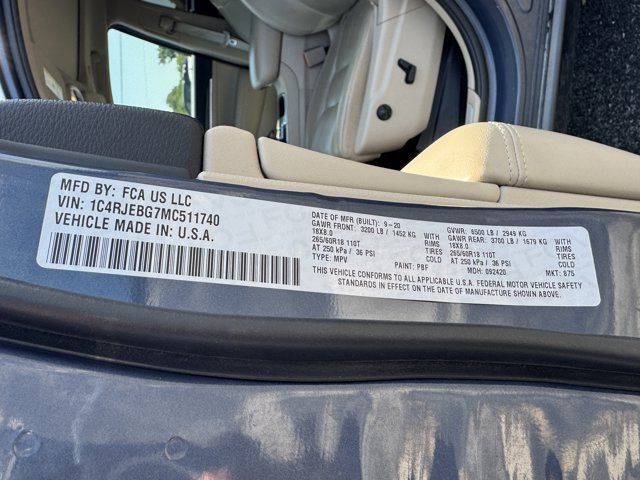 MFD BY: FCA US LLC
VIN: 1C4RJEBG7MC511740
VEHICLE MADE IN: U.S.A.
DATE OF MFR (BUILT): 9-20
GAWR FRONT: 3200 LB / 1452 KG WITH
18X8.0 RIMS
265/60R18 110T TIRES
AT 250 kPa / 36 PSI COLD
TYPE: MPV PAINT: PBF
GVWR: 6500 LB / 2949 KG
GAWR REAR: 3700 LB / 1679 KG WITH
18X8.0 RIMS
265/60R18 110T TIRES
AT 250 kPa / 36 PSI COLD
MDH: 092420 MKT: 875
THIS VEHICLE CONFORMS TO ALL APPLICABLE U.S.A. FEDERAL MOTOR VEHICLE SAFETY
STANDARDS IN EFFECT ON THE DATE OF MANUFACTURE SHOWN ABOVE.